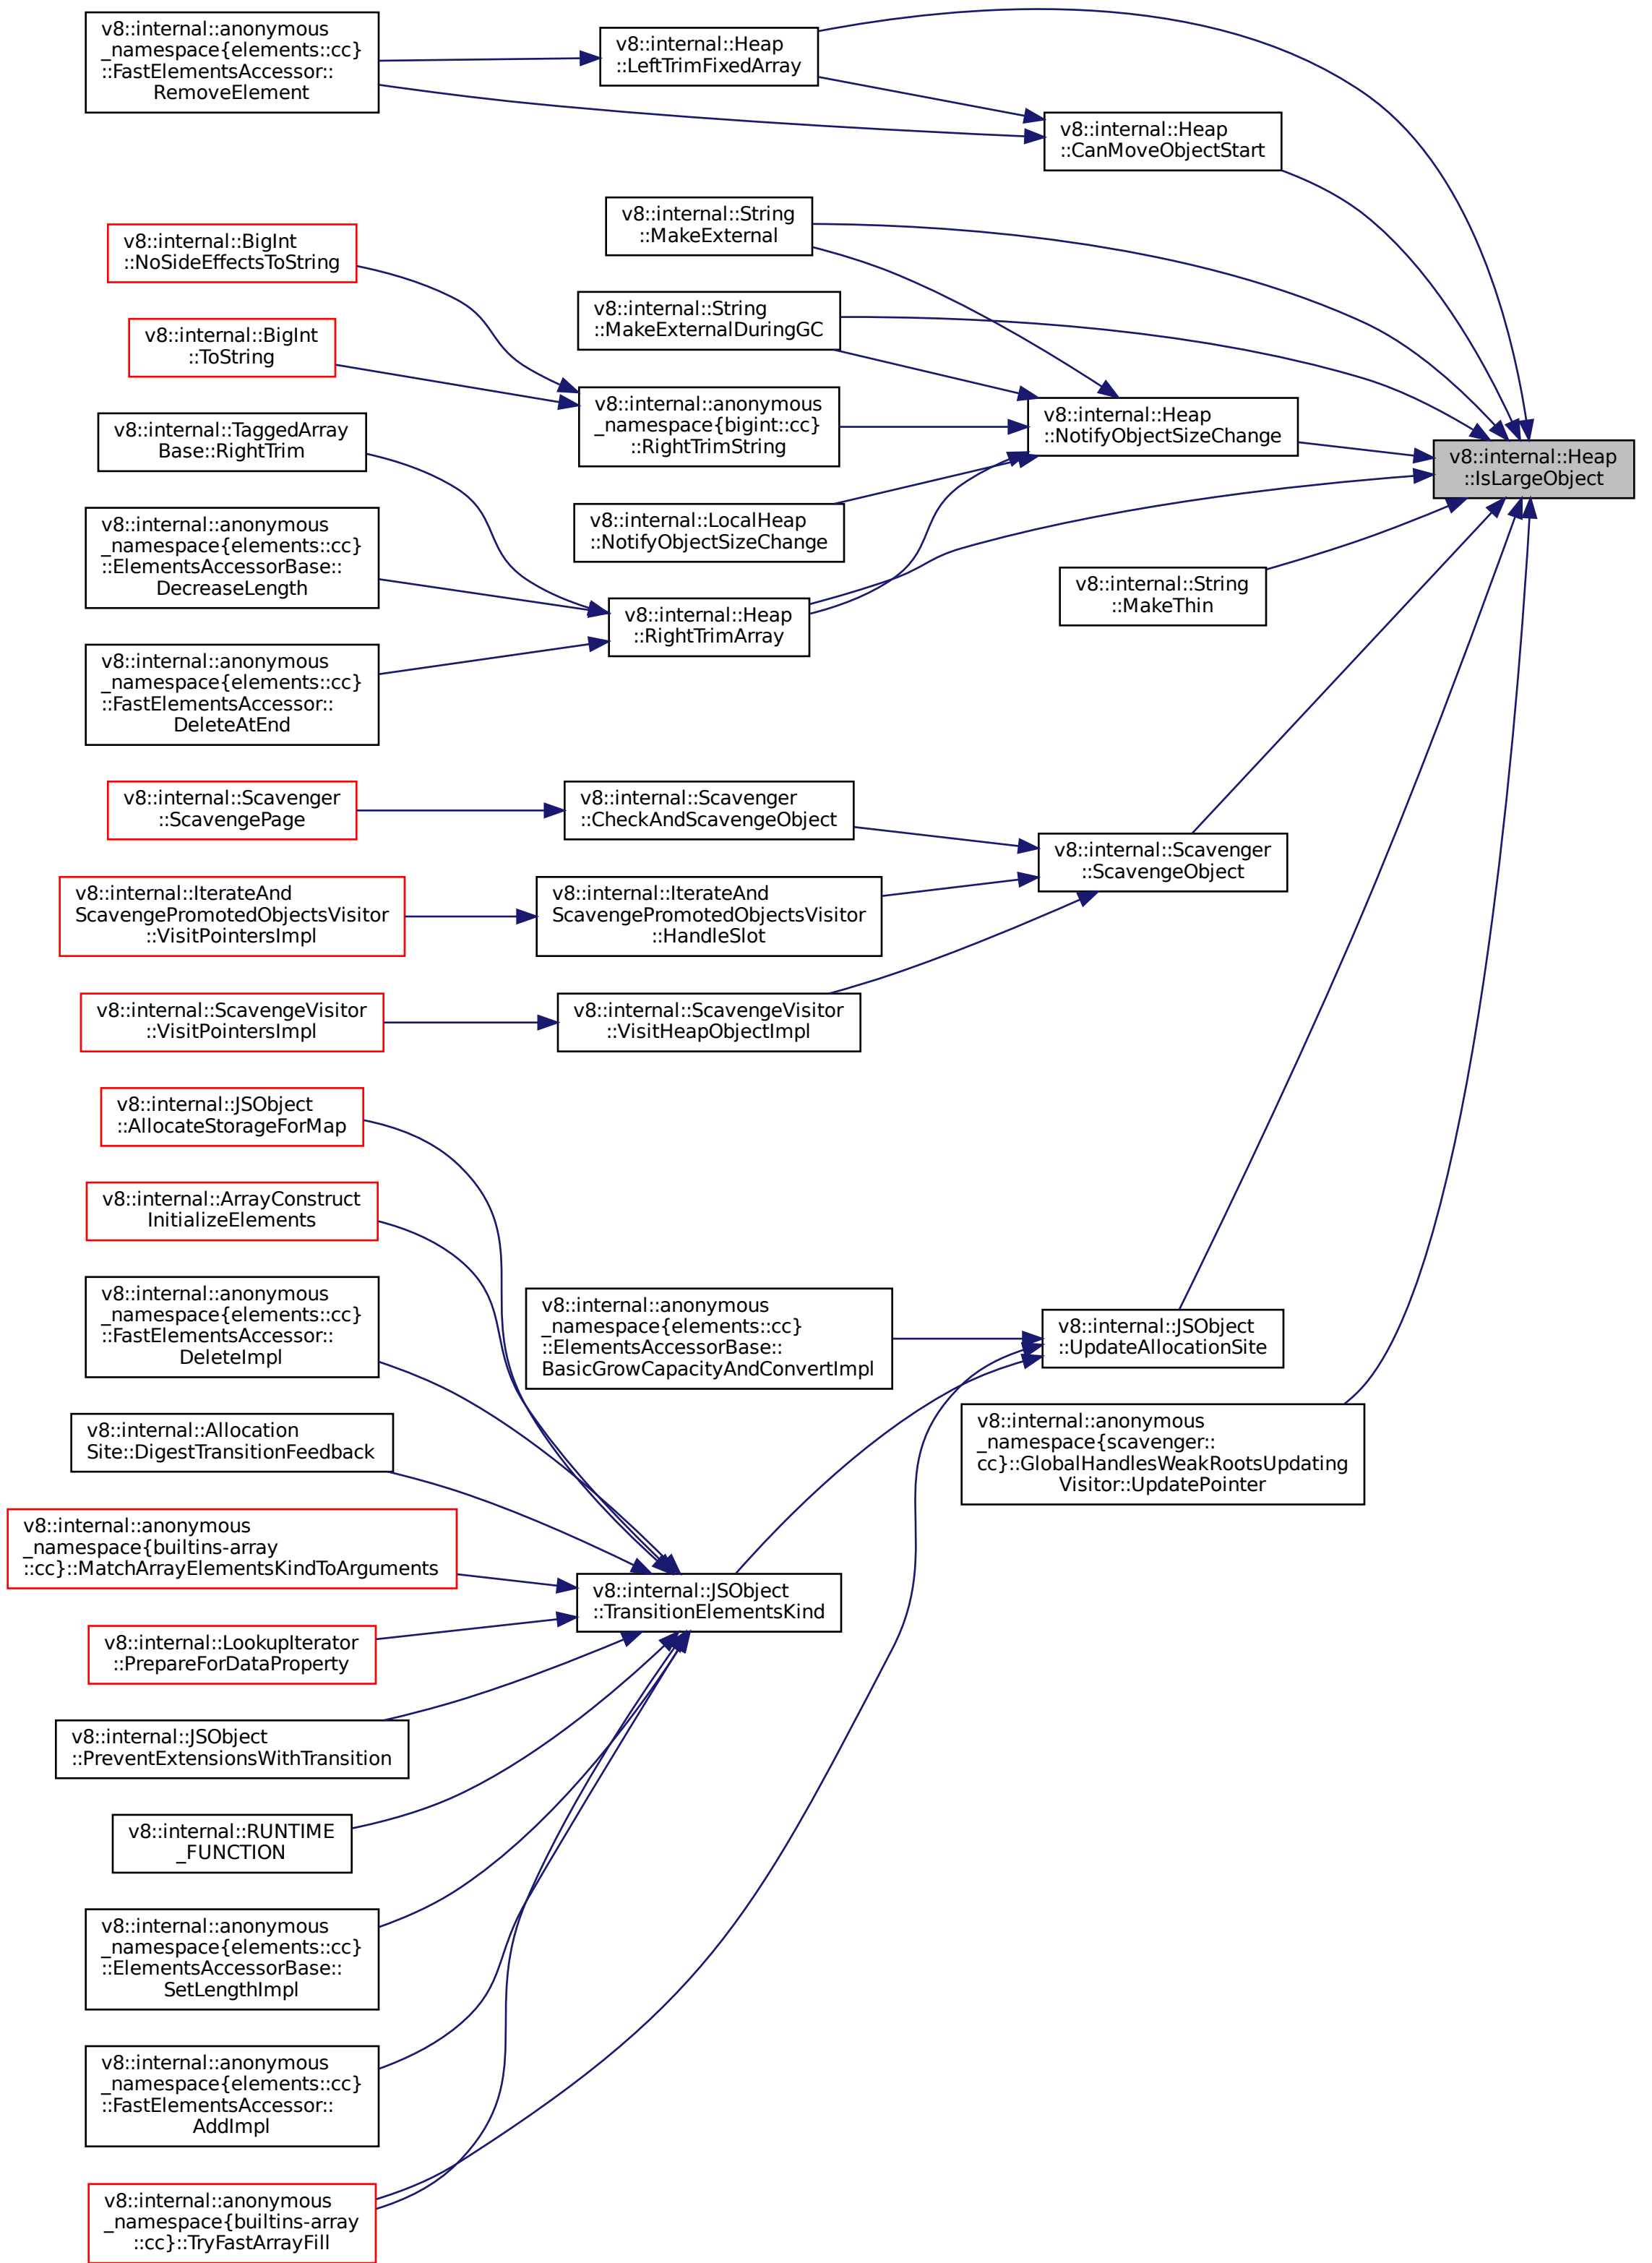 v8::internal::anonymous
_namespace{elements::cc}
::FastElementsAccessor::
RemoveElement
v8::internal::Heap
::LeftTrimFixedArray
v8::internal::Heap
::CanMoveObjectStart
v8::internal::String
::MakeExternal
v8::internal::BigInt
::NoSideEffectsToString
v8::internal::String
::MakeExternalDuringGC
v8::internal::BigInt
::ToString
v8::internal::anonymous
_namespace{bigint::cc}
::RightTrimString
v8::internal::Heap
::NotifyObjectSizeChange
v8::internal::TaggedArray
Base::RightTrim
v8::internal::Heap
::IsLargeObject
v8::internal::LocalHeap
::NotifyObjectSizeChange
v8::internal::anonymous
_namespace{elements::cc}
::ElementsAccessorBase::
DecreaseLength
v8::internal::String
::MakeThin
v8::internal::Heap
::RightTrimArray
v8::internal::anonymous
_namespace{elements::cc}
::FastElementsAccessor::
DeleteAtEnd
v8::internal::Scavenger
::ScavengePage
v8::internal::Scavenger
::CheckAndScavengeObject
v8::internal::Scavenger
::ScavengeObject
v8::internal::IterateAnd
ScavengePromotedObjectsVisitor
::VisitPointersImpl
v8::internal::IterateAnd
ScavengePromotedObjectsVisitor
::HandleSlot
v8::internal::ScavengeVisitor
::VisitPointersImpl
v8::internal::ScavengeVisitor
::VisitHeapObjectImpl
v8::internal::JSObject
::AllocateStorageForMap
v8::internal::ArrayConstruct
InitializeElements
v8::internal::anonymous
_namespace{elements::cc}
::FastElementsAccessor::
DeleteImpl
v8::internal::anonymous
_namespace{elements::cc}
::ElementsAccessorBase::
BasicGrowCapacityAndConvertImpl
v8::internal::JSObject
::UpdateAllocationSite
v8::internal::Allocation
Site::DigestTransitionFeedback
v8::internal::anonymous
_namespace{scavenger::
cc}::GlobalHandlesWeakRootsUpdating
Visitor::UpdatePointer
v8::internal::anonymous
_namespace{builtins-array
::cc}::MatchArrayElementsKindToArguments
v8::internal::JSObject
::TransitionElementsKind
v8::internal::LookupIterator
::PrepareForDataProperty
v8::internal::JSObject
::PreventExtensionsWithTransition
v8::internal::RUNTIME
_FUNCTION
v8::internal::anonymous
_namespace{elements::cc}
::ElementsAccessorBase::
SetLengthImpl
v8::internal::anonymous
_namespace{elements::cc}
::FastElementsAccessor::
AddImpl
v8::internal::anonymous
_namespace{builtins-array
::cc}::TryFastArrayFill